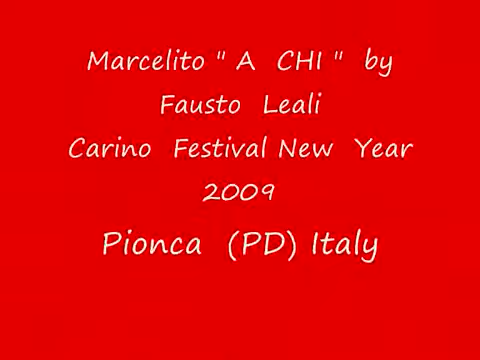 Marcelito " A CHI " by
Fausto Leali
Carino Festival New Year
2009
Pionca (PD) Italy